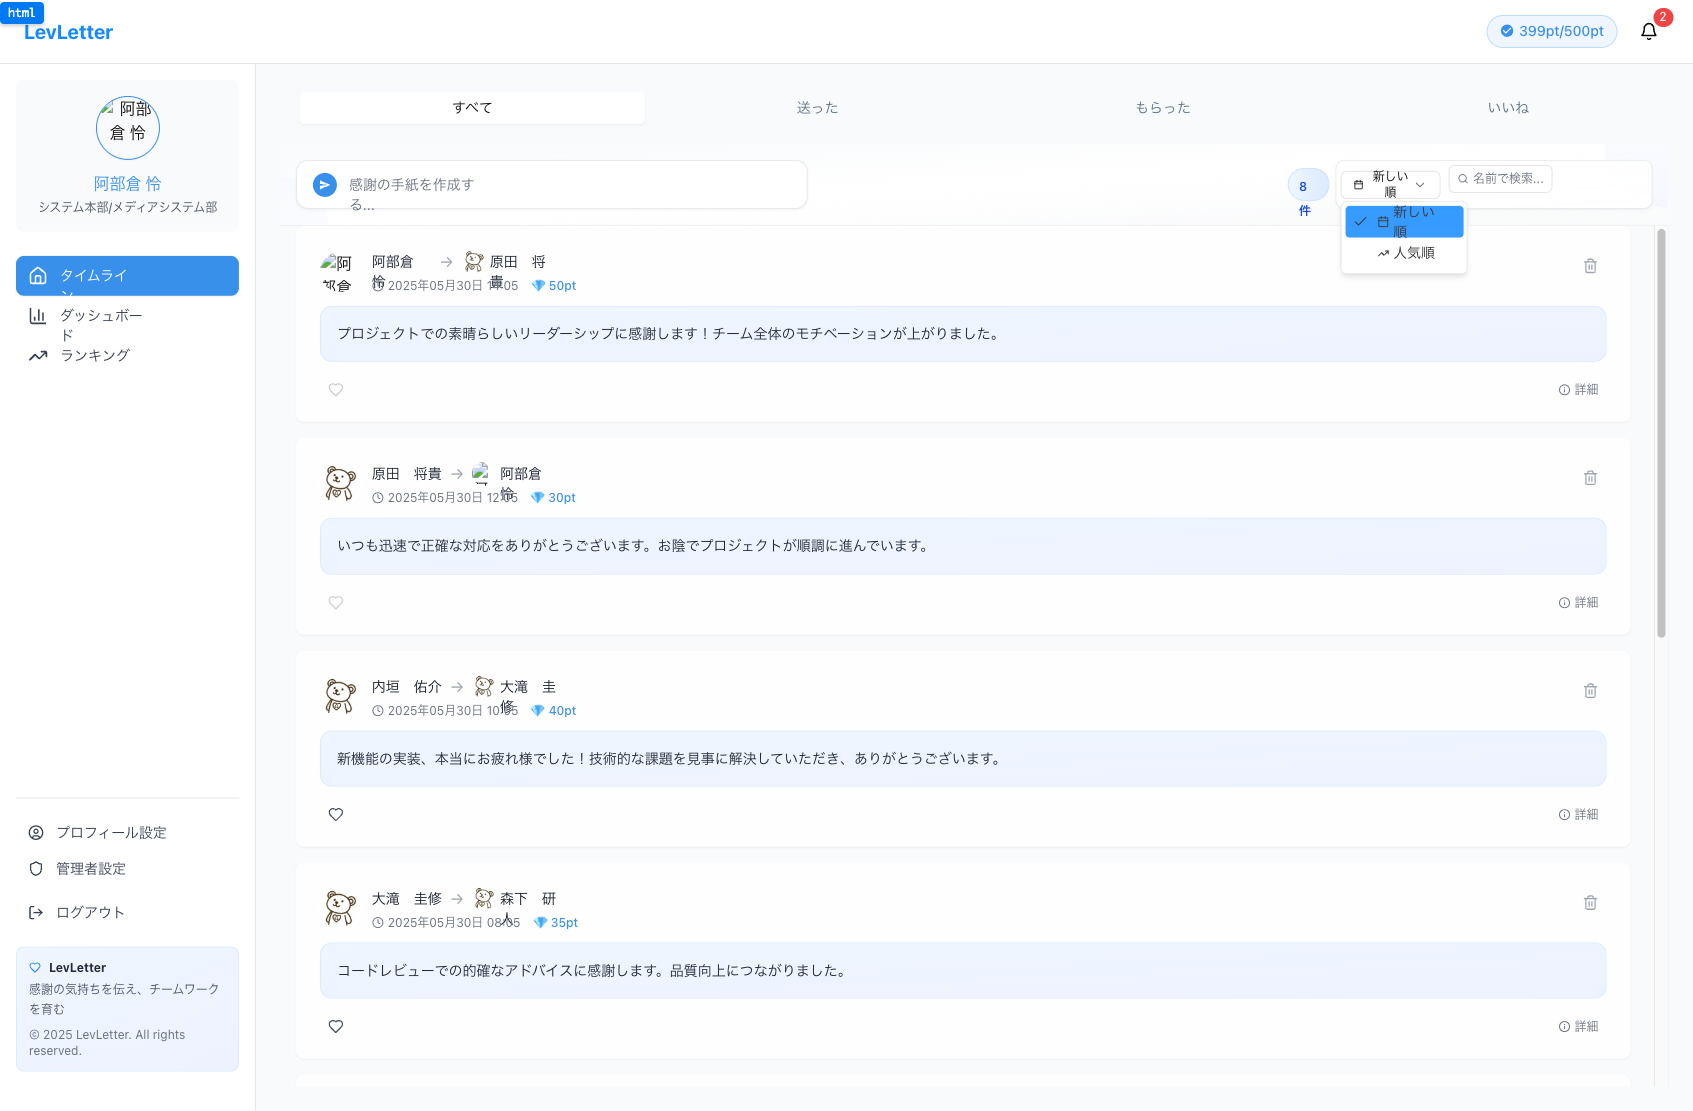 html
LevLetter
399pt/500pt
2
阿部
倉 怜
阿部倉 怜
システム本部/メディアシステム部
タイムライ
ン
ダッシュボー
ド
ランキング
プロフィール設定
管理者設定
ログアウト
LevLetter
感謝の気持ちを伝え、チームワーク
を育む
© 2025 LevLetter. All rights
reserved.
すべて
送った
もらった
いいね
感謝の手紙を作成す
る...
8
件
新しい
順
名前で検索...
新しい
順
人気順
阿
部倉
阿部倉
怜
原田 将
貴
2025年05月30日 1 :05
50pt
プロジェクトでの素晴らしいリーダーシップに感謝します！チーム全体のモチベーションが上がりました。
詳細
原田 将貴
阿部倉
怜
2025年05月30日 12:05
30pt
いつも迅速で正確な対応をありがとうございます。お陰でプロジェクトが順調に進んでいます。
詳細
内垣 佑介
大滝 圭
修
2025年05月30日 10:05
40pt
新機能の実装、本当にお疲れ様でした！技術的な課題を見事に解決していただき、ありがとうございます。
詳細
大滝 圭修
森下 研
人
2025年05月30日 08:05
35pt
コードレビューでの的確なアドバイスに感謝します。品質向上につながりました。
詳細